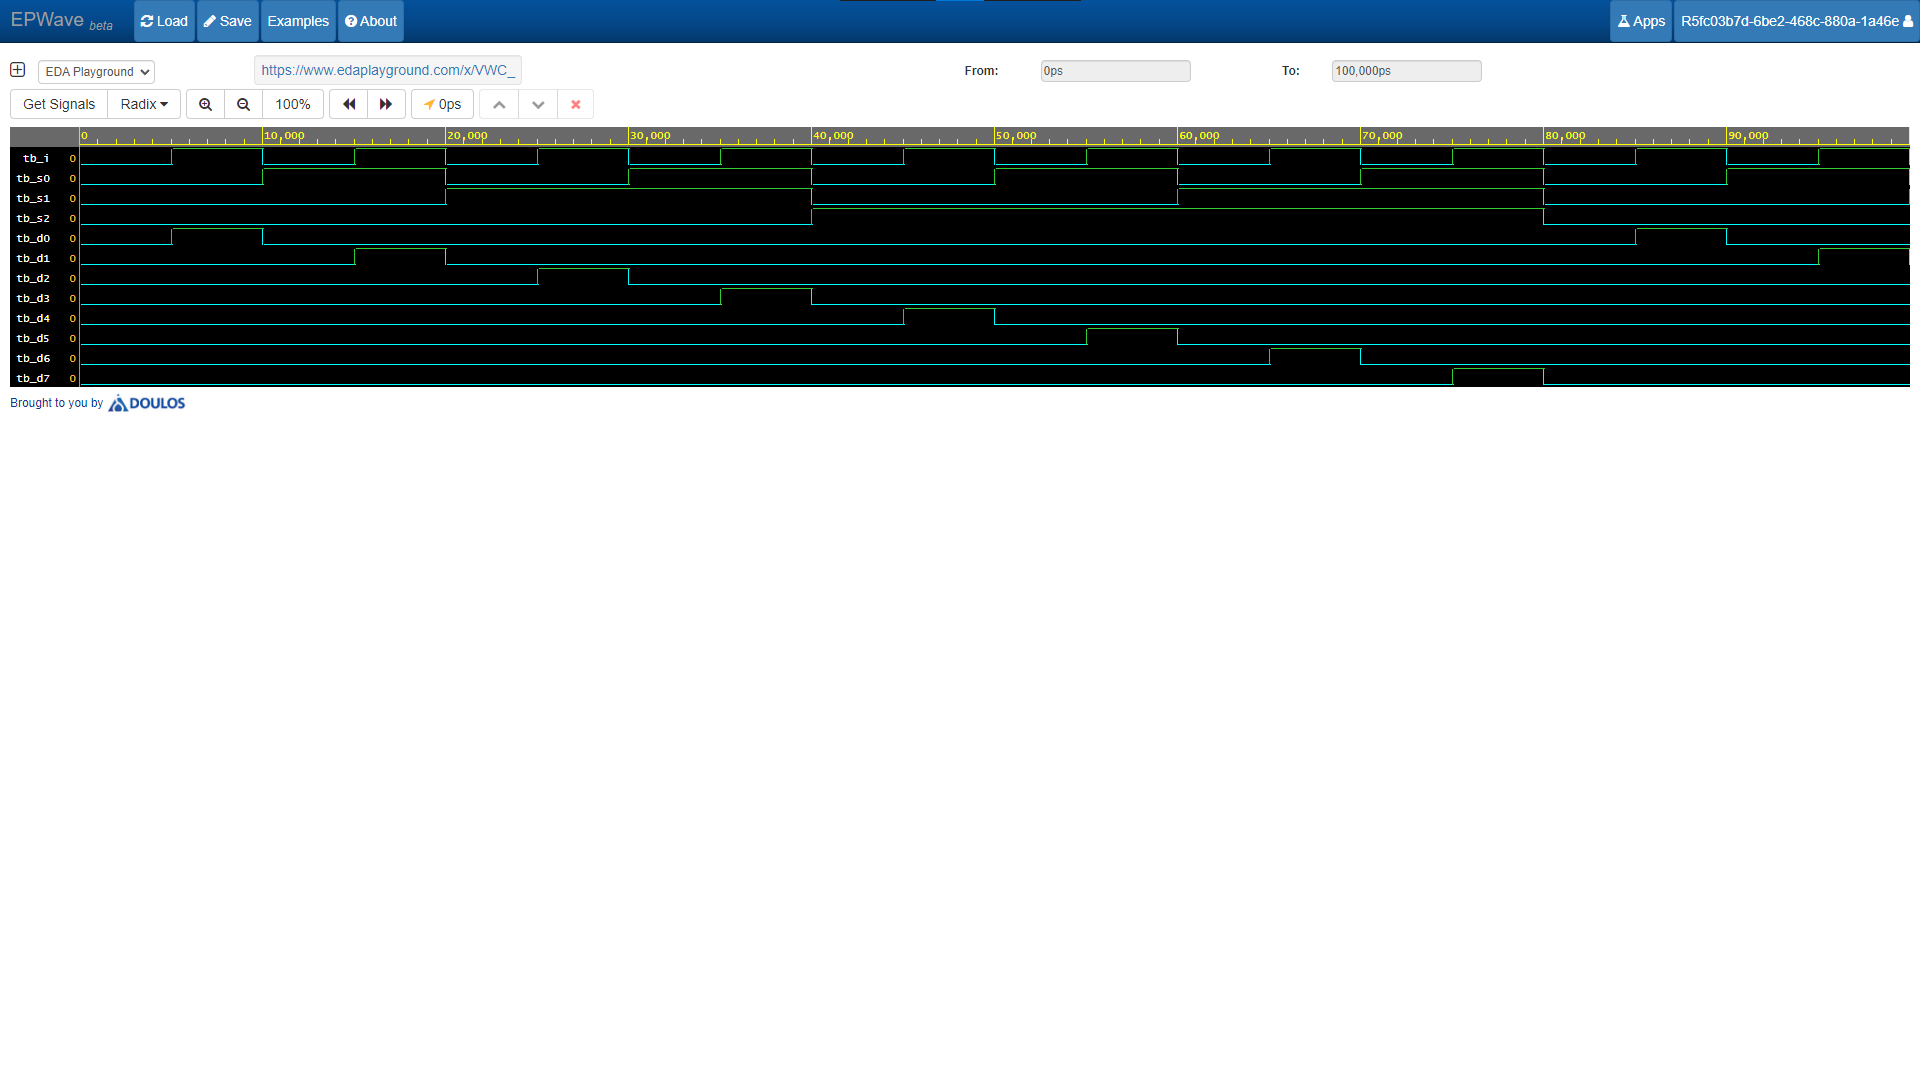 EPWave beta Load Save Examples About Apps R5fc03b7d-6be2-468c-880a-1a46e
EDA Playground https://www.edaplayground.com/x/VWC_ From: 0ps To: 100,000ps
Get Signals Radix 100% 0ps
0 10,000 20,000 30,000 40,000 50,000 60,000 70,000 80,000 90,000
tb_i 0
tb_s0 0
tb_s1 0
tb_s2 0
tb_d0 0
tb_d1 0
tb_d2 0
tb_d3 0
tb_d4 0
tb_d5 0
tb_d6 0
tb_d7 0
Brought to you by DOULOS